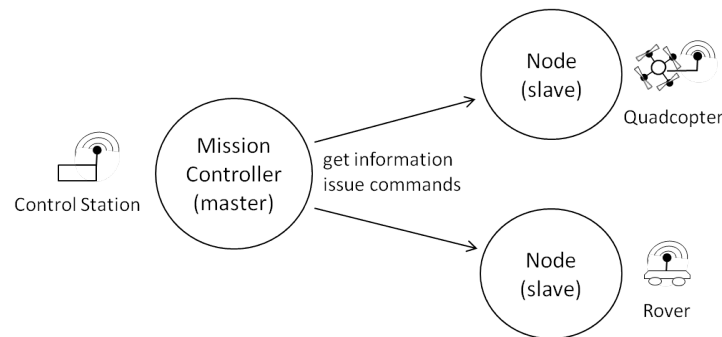 Control Station
Mission
Controller
(master)
get information
issue commands
Node
(slave)
Quadcopter
Node
(slave)
Rover